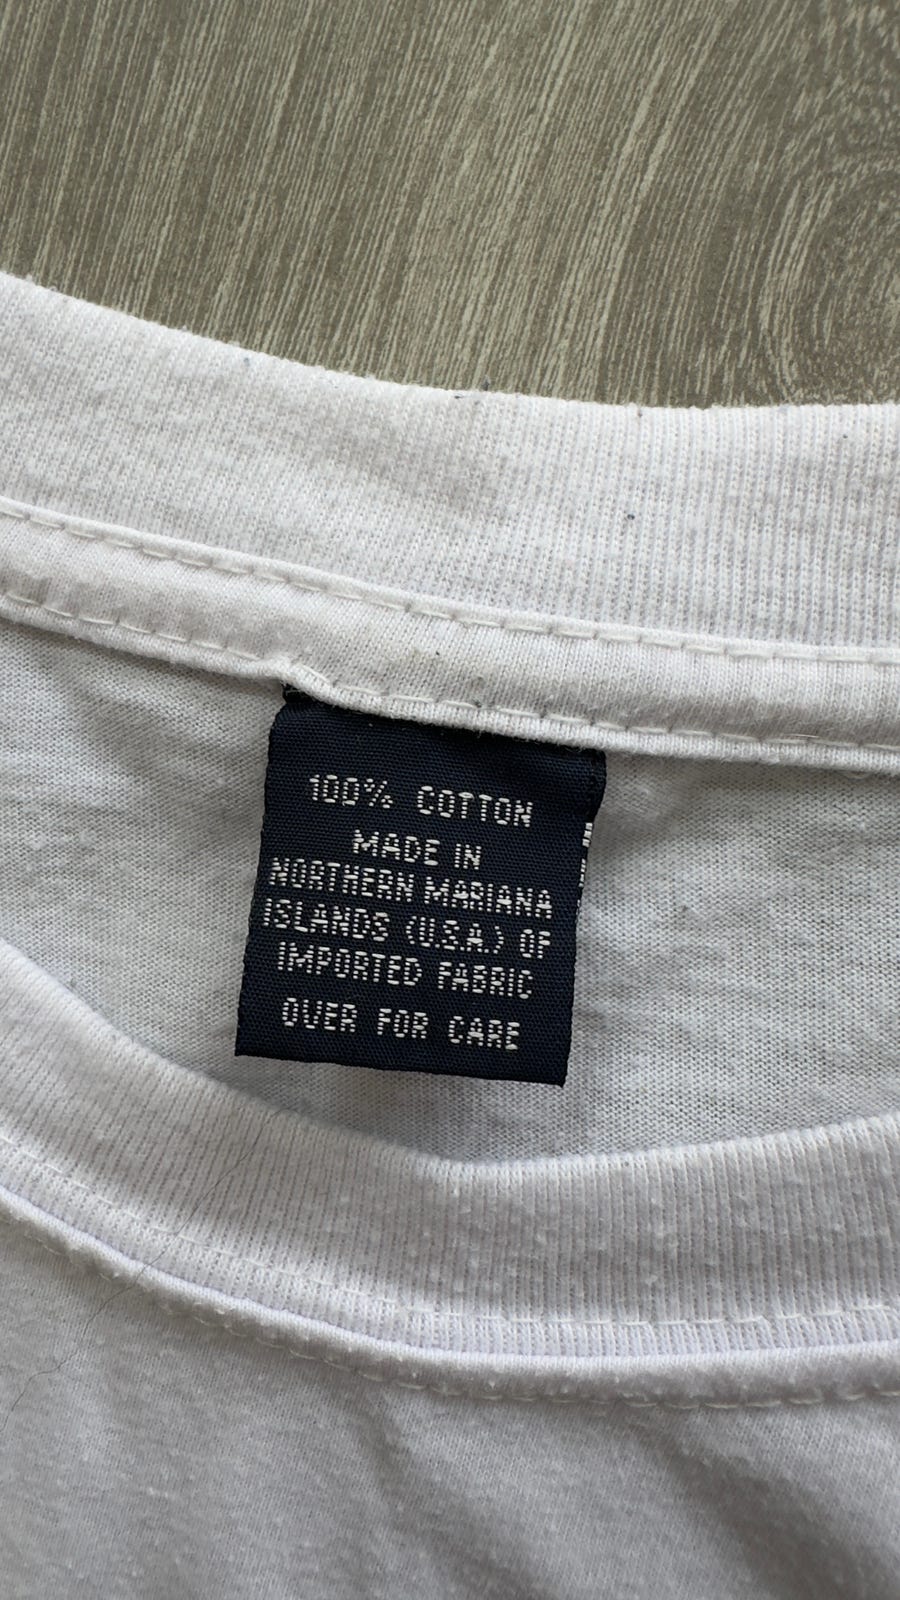 100% COTTON
MADE IN
NORTHERN MARIANA
ISLANDS (U.S.A.) OF
IMPORTED FABRIC
OVER FOR CARE